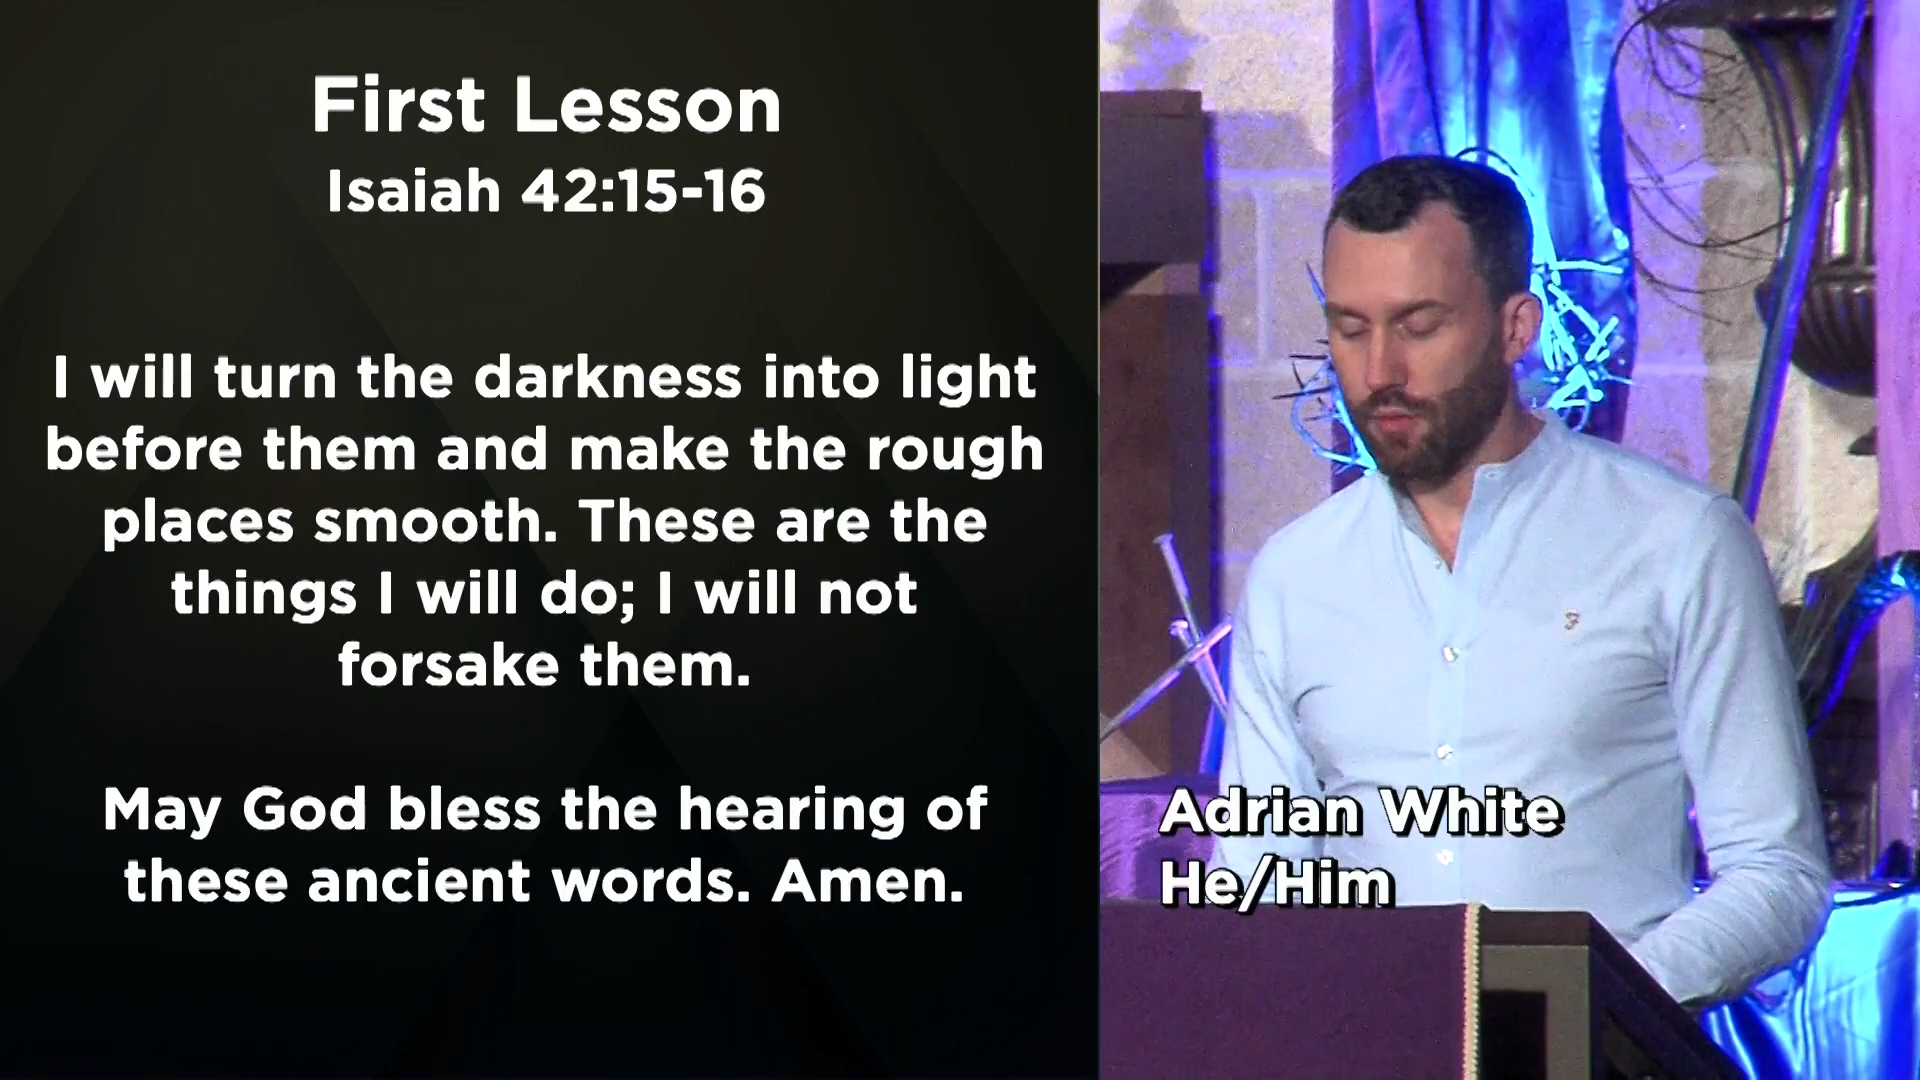 First Lesson
Isaiah 42:15-16
I will turn the darkness into light
before them and make the rough
places smooth. These are the
things I will do; I will not
forsake them.
May God bless the hearing of
these ancient words. Amen.
Adrian White
He/Him